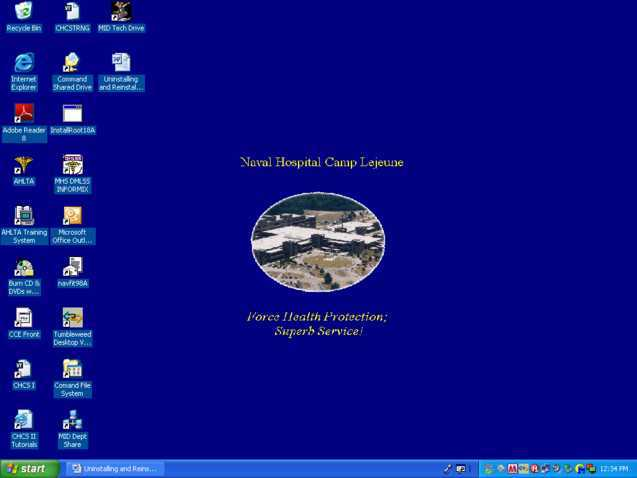 Recycle Bin
CHCSTRNG
MID Tech Drive
Internet
Explorer
Command
Shared Drive
Uninstalling
and Reinstal...
Adobe Reader
8
InstallRoot18A
AHLTA
MHS DMLSS
INFORMIX
AHLTA Training
System
Microsoft
Office Outl...
Burn CD &
DVDs w...
navfit98A
CCE Front
Tumbleweed
Desktop V...
CHCS I
Comand File
System
CHCS II
Tutorials
MID Dept
Share
Naval Hospital Camp Lejeune
Force Health Protection;
Superb Service!
start
Uninstalling and Reins...
12:34 PM